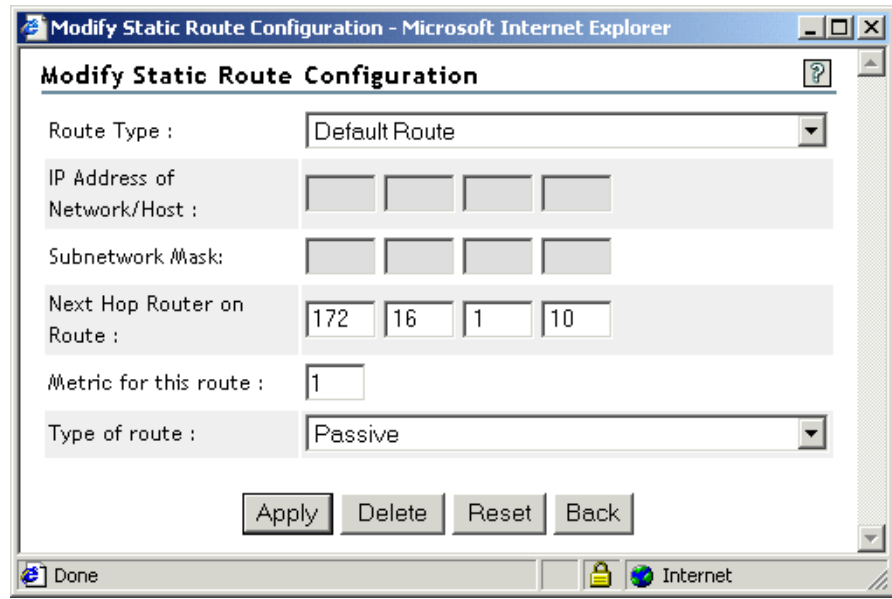 Modify Static Route Configuration - Microsoft Internet Explorer
Modify Static Route Configuration ?
Route Type : Default Route
IP Address of
Network/Host :
Subnetwork Mask:
Next Hop Router on
Route : 172 16 1 10
Metric for this route : 1
Type of route : Passive
Apply Delete Reset Back
Done Internet